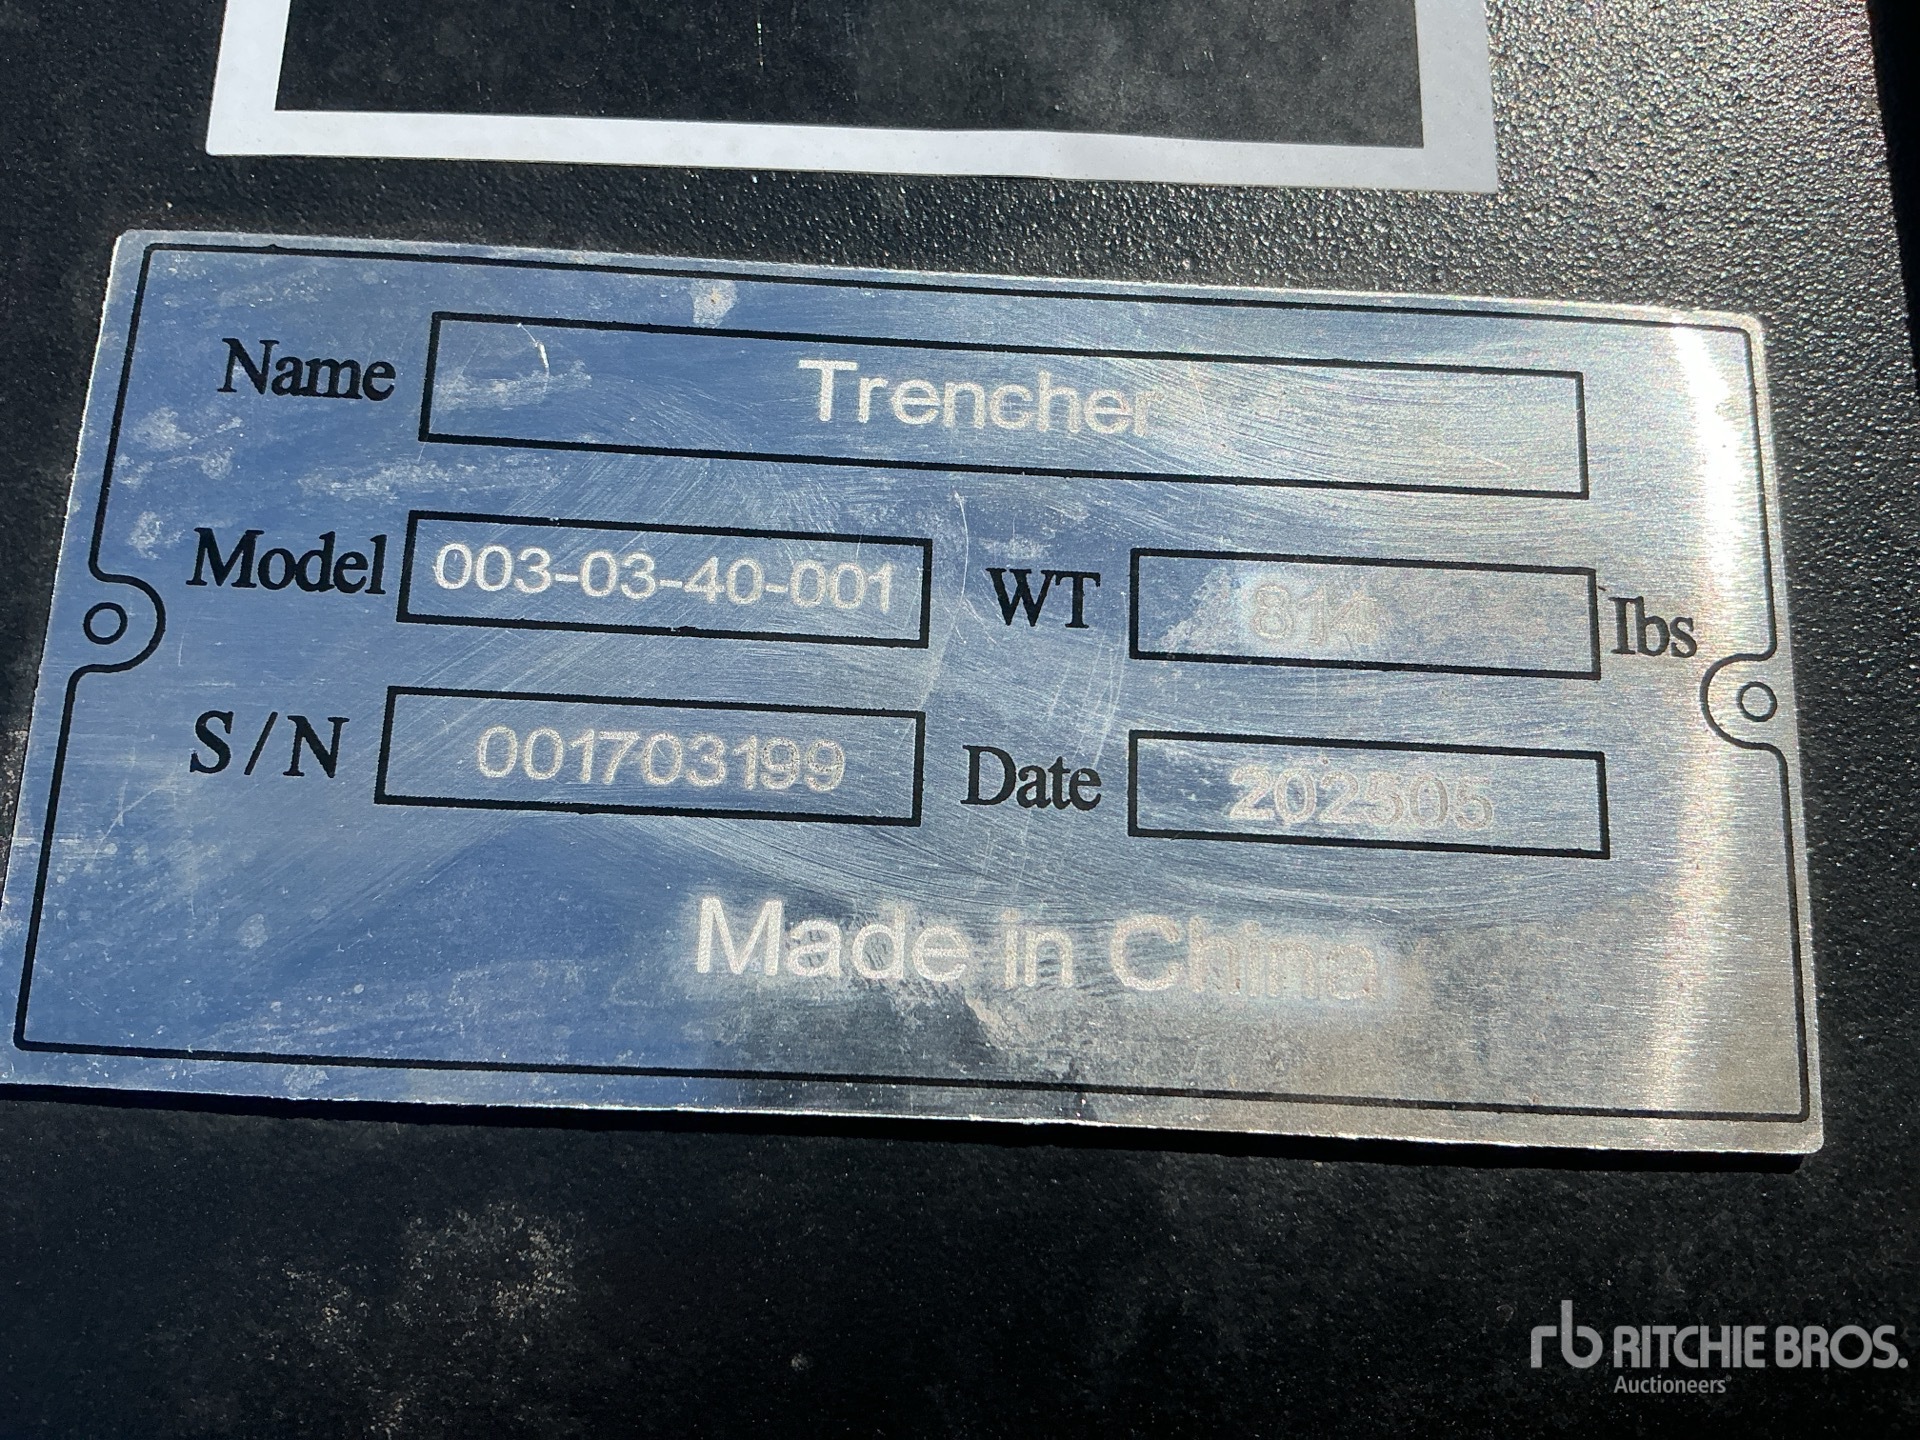 Name Trencher
Model 003-03-40-001 WT 814 lbs
S/N 001703199 Date 202505
Made in China
rb RITCHIE BROS.
Auctioneers